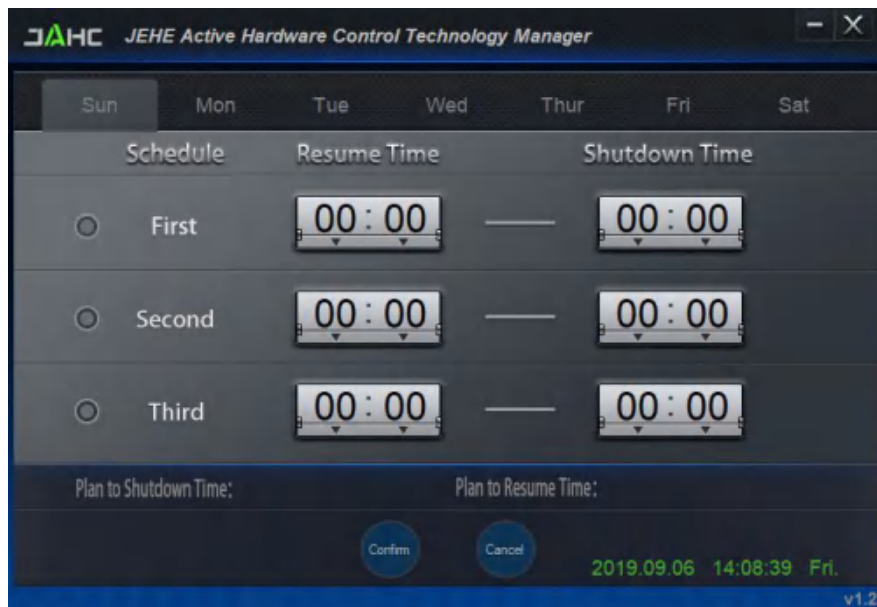 JAHC JEHE Active Hardware Control Technology Manager
Sun Mon Tue Wed Thur Fri Sat
Schedule Resume Time Shutdown Time
First 00:00 00:00
Second 00:00 00:00
Third 00:00 00:00
Plan to Shutdown Time: Plan to Resume Time:
Confirm Cancel
2019.09.06 14:08:39 Fri.
v1.2